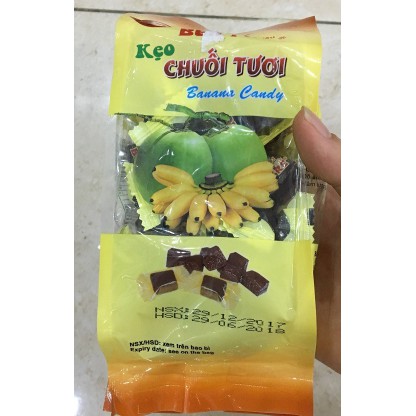 Kẹo
CHUỐI TƯƠI
Banana Candy
NSX:29/12/2017
HSD:29/06/2018
NSX/HSD: xem trên bao bì
Expiry date: see on the bag